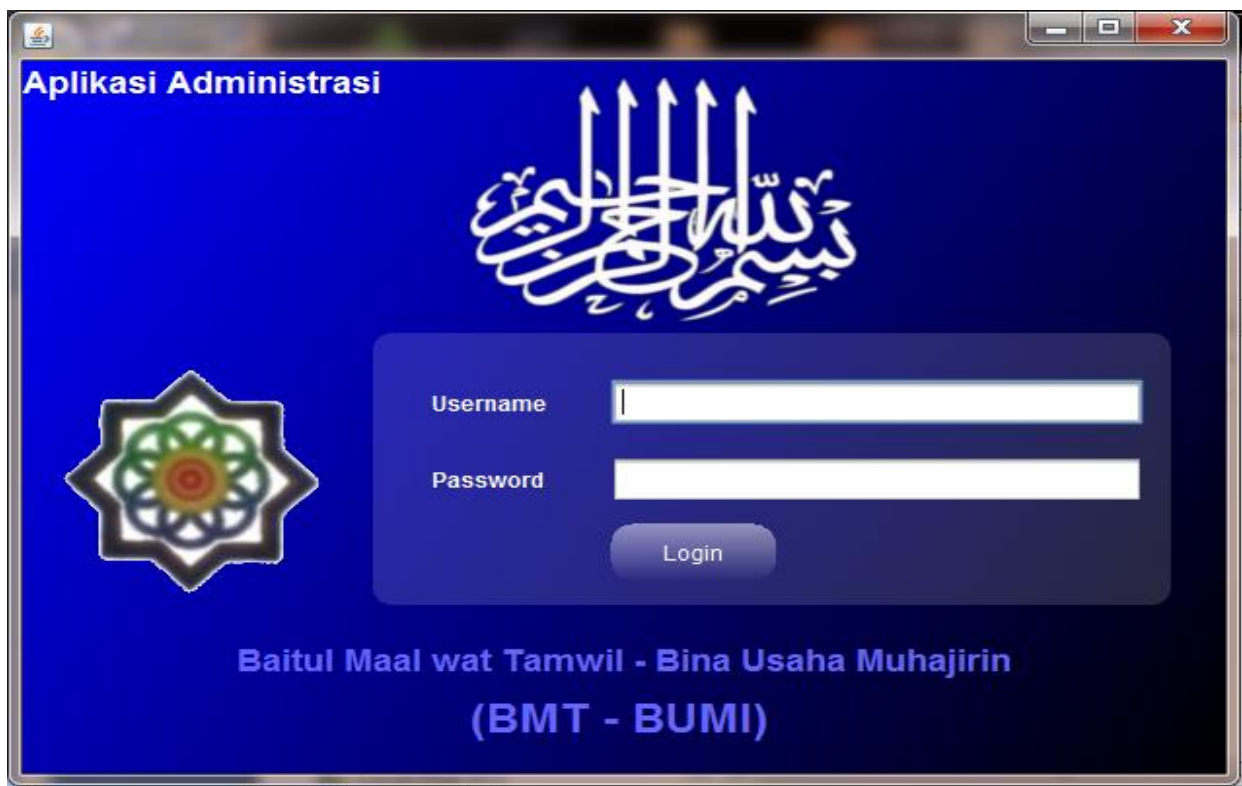 Aplikasi Administrasi
بسم الله الرحمن الرحيم
Username
Password
Login
Baitul Maal wat Tamwil - Bina Usaha Muhajirin
(BMT - BUMI)